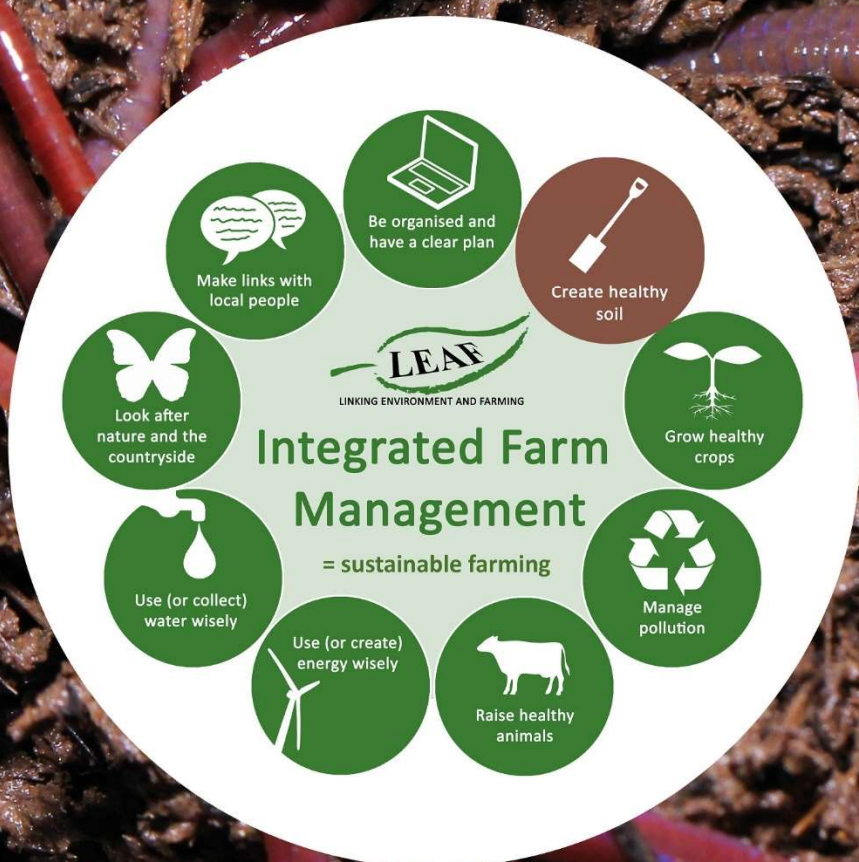 Be organised and
have a clear plan
Create healthy
soil
Grow healthy
crops
Manage
pollution
Raise healthy
animals
Use (or create)
energy wisely
Use (or collect)
water wisely
Look after
nature and the
countryside
Make links with
local people
LEAF
LINKING ENVIRONMENT AND FARMING
Integrated Farm
Management
= sustainable farming